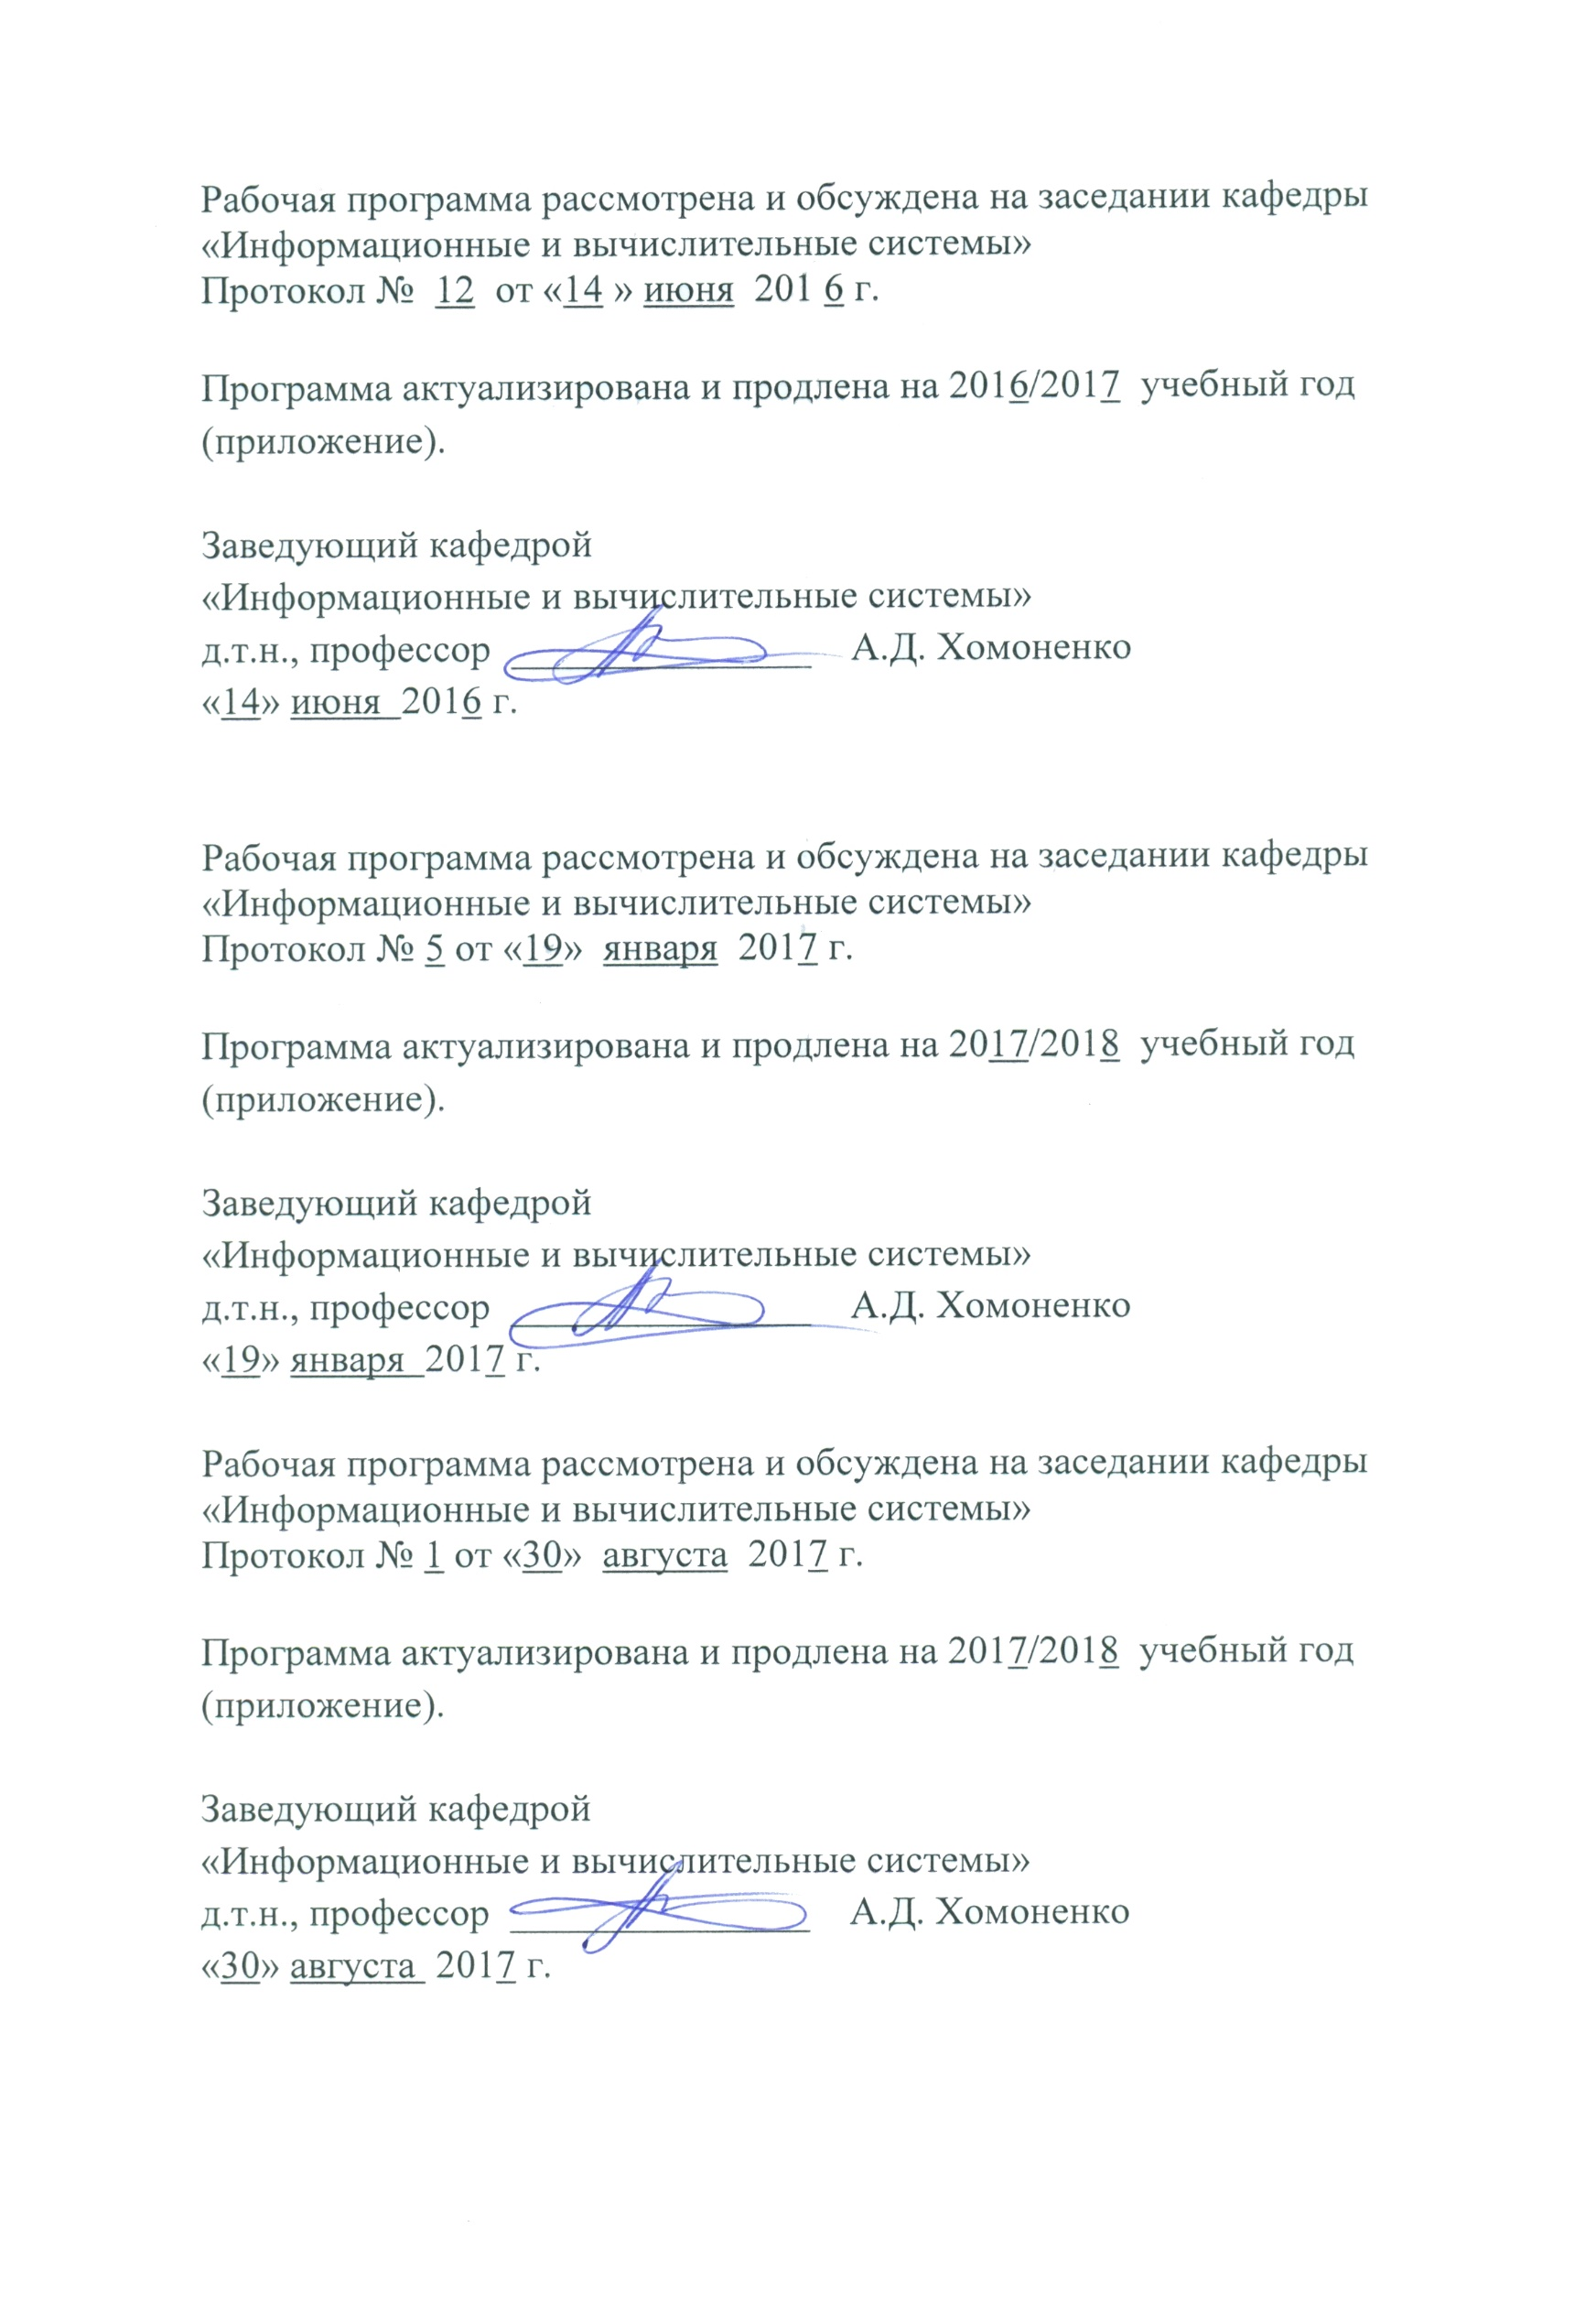 Рабочая программа рассмотрена и обсуждена на заседании кафедры
«Информационные и вычислительные системы»
Протокол № 12 от «14 » июня 201 6 г.
Программа актуализирована и продлена на 2016/2017 учебный год
(приложение).
Заведующий кафедрой
«Информационные и вычислительные системы»
д.т.н., профессор ______________ А.Д. Хомоненко
«14» июня 2016 г.
Рабочая программа рассмотрена и обсуждена на заседании кафедры
«Информационные и вычислительные системы»
Протокол № 5 от «19» января 2017 г.
Программа актуализирована и продлена на 2017/2018 учебный год
(приложение).
Заведующий кафедрой
«Информационные и вычислительные системы»
д.т.н., профессор ______________ А.Д. Хомоненко
«19» января 2017 г.
Рабочая программа рассмотрена и обсуждена на заседании кафедры
«Информационные и вычислительные системы»
Протокол № 1 от «30» августа 2017 г.
Программа актуализирована и продлена на 2017/2018 учебный год
(приложение).
Заведующий кафедрой
«Информационные и вычислительные системы»
д.т.н., профессор ______________ А.Д. Хомоненко
«30» августа 2017 г.